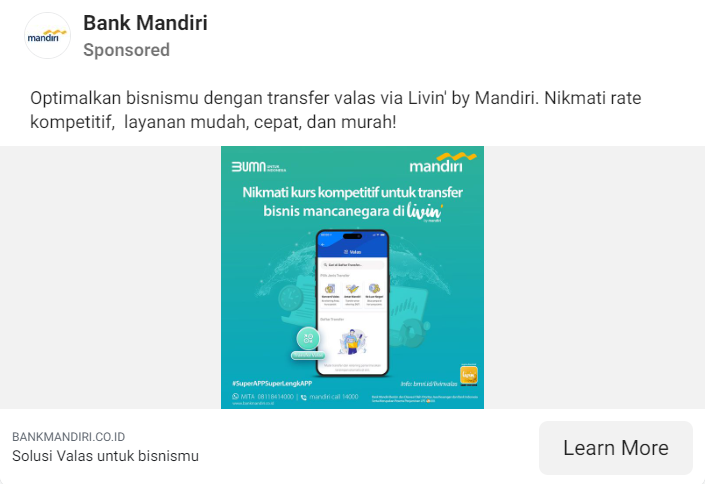 mandiri
Bank Mandiri
Sponsored
Optimalkan bisnismu dengan transfer valas via Livin' by Mandiri. Nikmati rate
kompetitif, layanan mudah, cepat, dan murah!
BUMN UNTUK INDONESIA
mandiri
Nikmati kurs kompetitif untuk transfer
bisnis mancanegara di livin'
by mandiri
Valas
#SuperAPPSuperLengkAPP
Info: bmri.id/livinvalas
MITA 08118414000 | mandiri call 14000
www.bankmandiri.co.id
BANKMANDIRI.CO.ID
Solusi Valas untuk bisnismu
Learn More